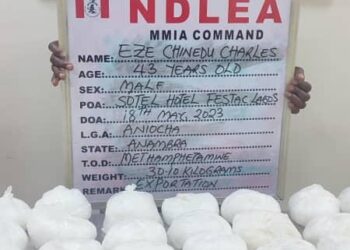 NDLEA
MMIA COMMAND
NAME: EZE CHINEDU CHARLES
AGE: 43 YEARS OLD
SEX: MALE
POA: SOTEL HOTEL FESTAC LAGOS
DOA: 18TH MAY, 2023
L.G.A: ANIOCHA
STATE: ANAMBRA
T.O.D: METHAMPHETAMINE
WEIGHT: 30.10 KILOGRAMS
REMARK: EXPORTATION